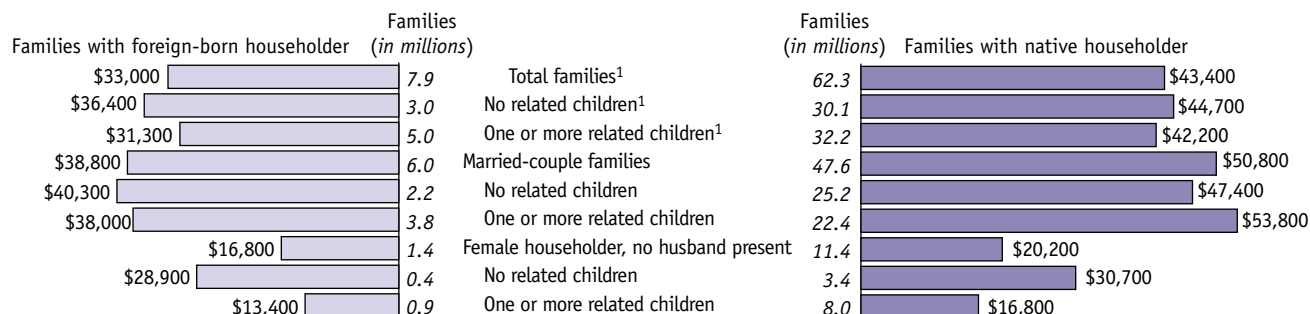 Families Families
Families with foreign-born householder (in millions) (in millions) Families with native householder
$33,000 7.9 Total families¹ 62.3 $43,400
$36,400 3.0 No related children¹ 30.1 $44,700
$31,300 5.0 One or more related children¹ 32.2 $42,200
$38,800 6.0 Married-couple families 47.6 $50,800
$40,300 2.2 No related children 25.2 $47,400
$38,000 3.8 One or more related children 22.4 $53,800
$16,800 1.4 Female householder, no husband present 11.4 $20,200
$28,900 0.4 No related children 3.4 $30,700
$13,400 0.9 One or more related children 8.0 $16,800